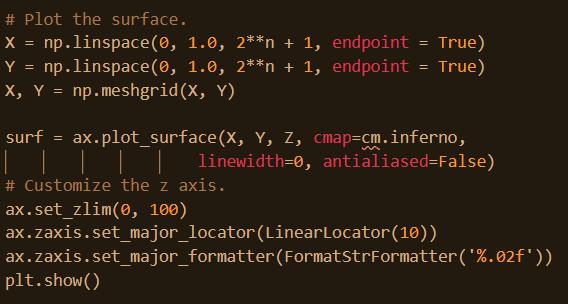 # Plot the surface.
X = np.linspace(0, 1.0, 2**n + 1, endpoint = True)
Y = np.linspace(0, 1.0, 2**n + 1, endpoint = True)
X, Y = np.meshgrid(X, Y)

surf = ax.plot_surface(X, Y, Z, cmap=cm.inferno,
                    linewidth=0, antialiased=False)
# Customize the z axis.
ax.set_zlim(0, 100)
ax.zaxis.set_major_locator(LinearLocator(10))
ax.zaxis.set_major_formatter(FormatStrFormatter('%.02f'))
plt.show()